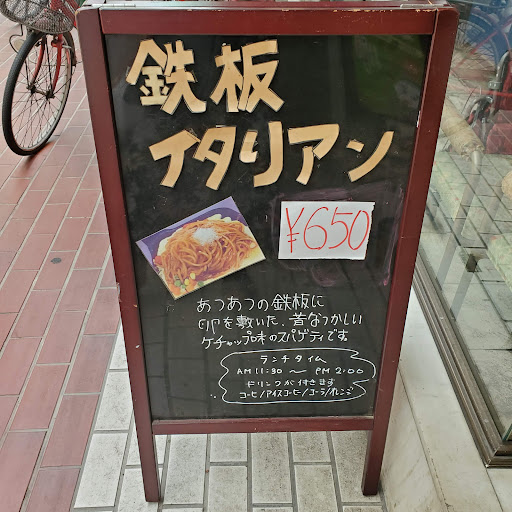 鉄板
イタリアン
¥650
あつあつの鉄板に
卵を敷いた、昔なつかしい
ケチャップ味のスパゲティです。
ランチタイム
AM 11:30 ～ PM 2:00
ドリンクが付きます
コーヒ/アイスコーヒー/コーラ/オレンジ